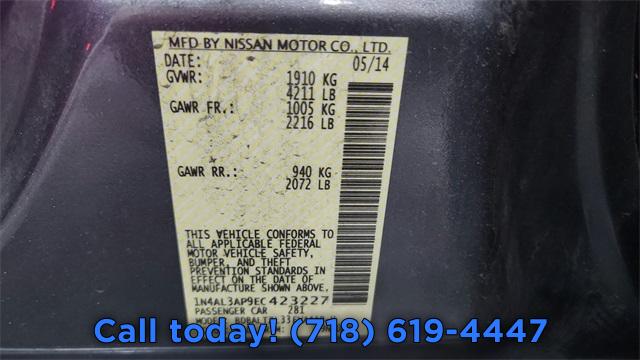 MFD BY NISSAN MOTOR CO., LTD.
DATE: 05/14
GVWR: 1910 KG
4211 LB
GAWR FR.: 1005 KG
2216 LB
GAWR RR.: 940 KG
2072 LB
THIS VEHICLE CONFORMS TO
ALL APPLICABLE FEDERAL
MOTOR VEHICLE SAFETY,
BUMPER, AND THEFT
PREVENTION STANDARDS
IN EFFECT ON THE DATE OF
MANUFACTURE SHOWN ABOVE.
1N4AL3AP9EC423227
PASSENGER CAR 281
Call today! (718) 619-4447